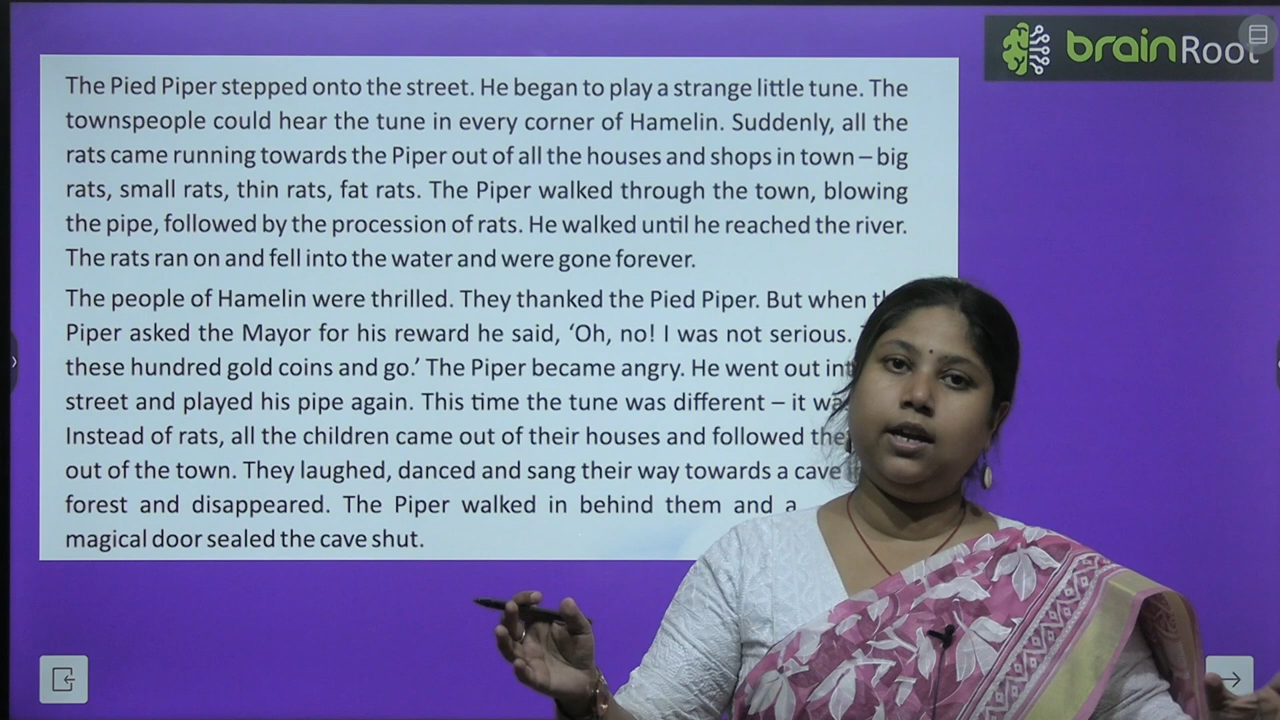 brainRoot
The Pied Piper stepped onto the street. He began to play a strange little tune. The
townspeople could hear the tune in every corner of Hamelin. Suddenly, all the
rats came running towards the Piper out of all the houses and shops in town – big
rats, small rats, thin rats, fat rats. The Piper walked through the town, blowing
the pipe, followed by the procession of rats. He walked until he reached the river.
The rats ran on and fell into the water and were gone forever.
The people of Hamelin were thrilled. They thanked the Pied Piper. But when
Piper asked the Mayor for his reward he said, ‘Oh, no! I was not serious.
these hundred gold coins and go.’ The Piper became angry. He went out
street and played his pipe again. This time the tune was different – it
Instead of rats, all the children came out of their houses and followed
out of the town. They laughed, danced and sang their way towards a cave
forest and disappeared. The Piper walked in behind them and a
magical door sealed the cave shut.